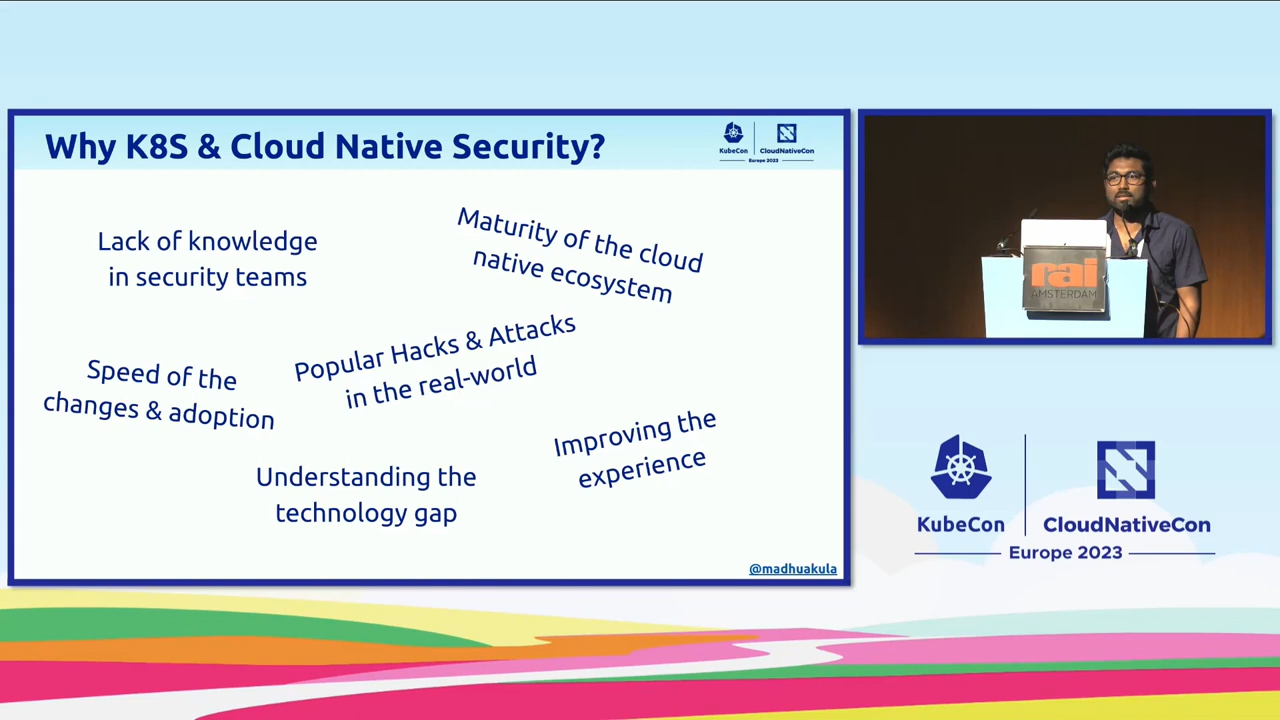 Why K8S & Cloud Native Security?
KubeCon
CloudNativeCon
Europe 2023
Lack of knowledge
in security teams
Maturity of the cloud
native ecosystem
Popular Hacks & Attacks
in the real-world
Speed of the
changes & adoption
Improving the
experience
Understanding the
technology gap
@madhuakula
rai
AMSTERDAM
KubeCon
CloudNativeCon
Europe 2023